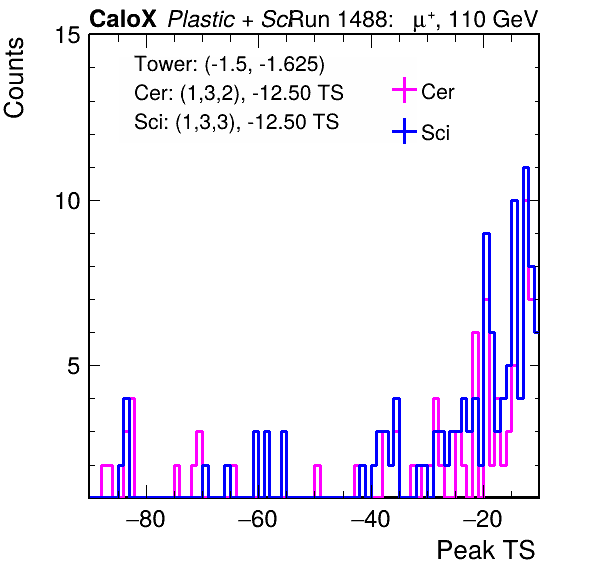 CaloX Plastic + SciRun 1488: μ⁺, 110 GeV
15
Counts
Tower: (-1.5, -1.625)
Cer: (1,3,2), -12.50 TS
Sci: (1,3,3), -12.50 TS
Cer
Sci
10
5
−80 −60 −40 −20
Peak TS